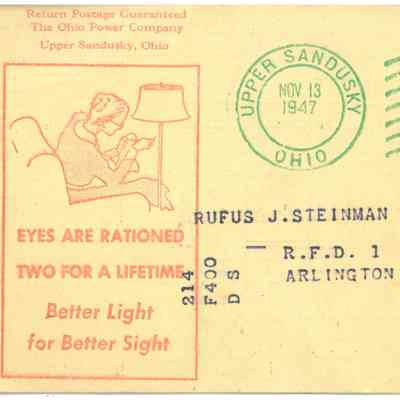 Return Postage Guaranteed
The Ohio Power Company
Upper Sandusky, Ohio
UPPER SANDUSKY
NOV 13
1947
OHIO
EYES ARE RATIONED
TWO FOR A LIFETIME
Better Light
for Better Sight
RUFUS J.STEINMAN
R.F.D. 1
ARLINGTON
214
F400
D S